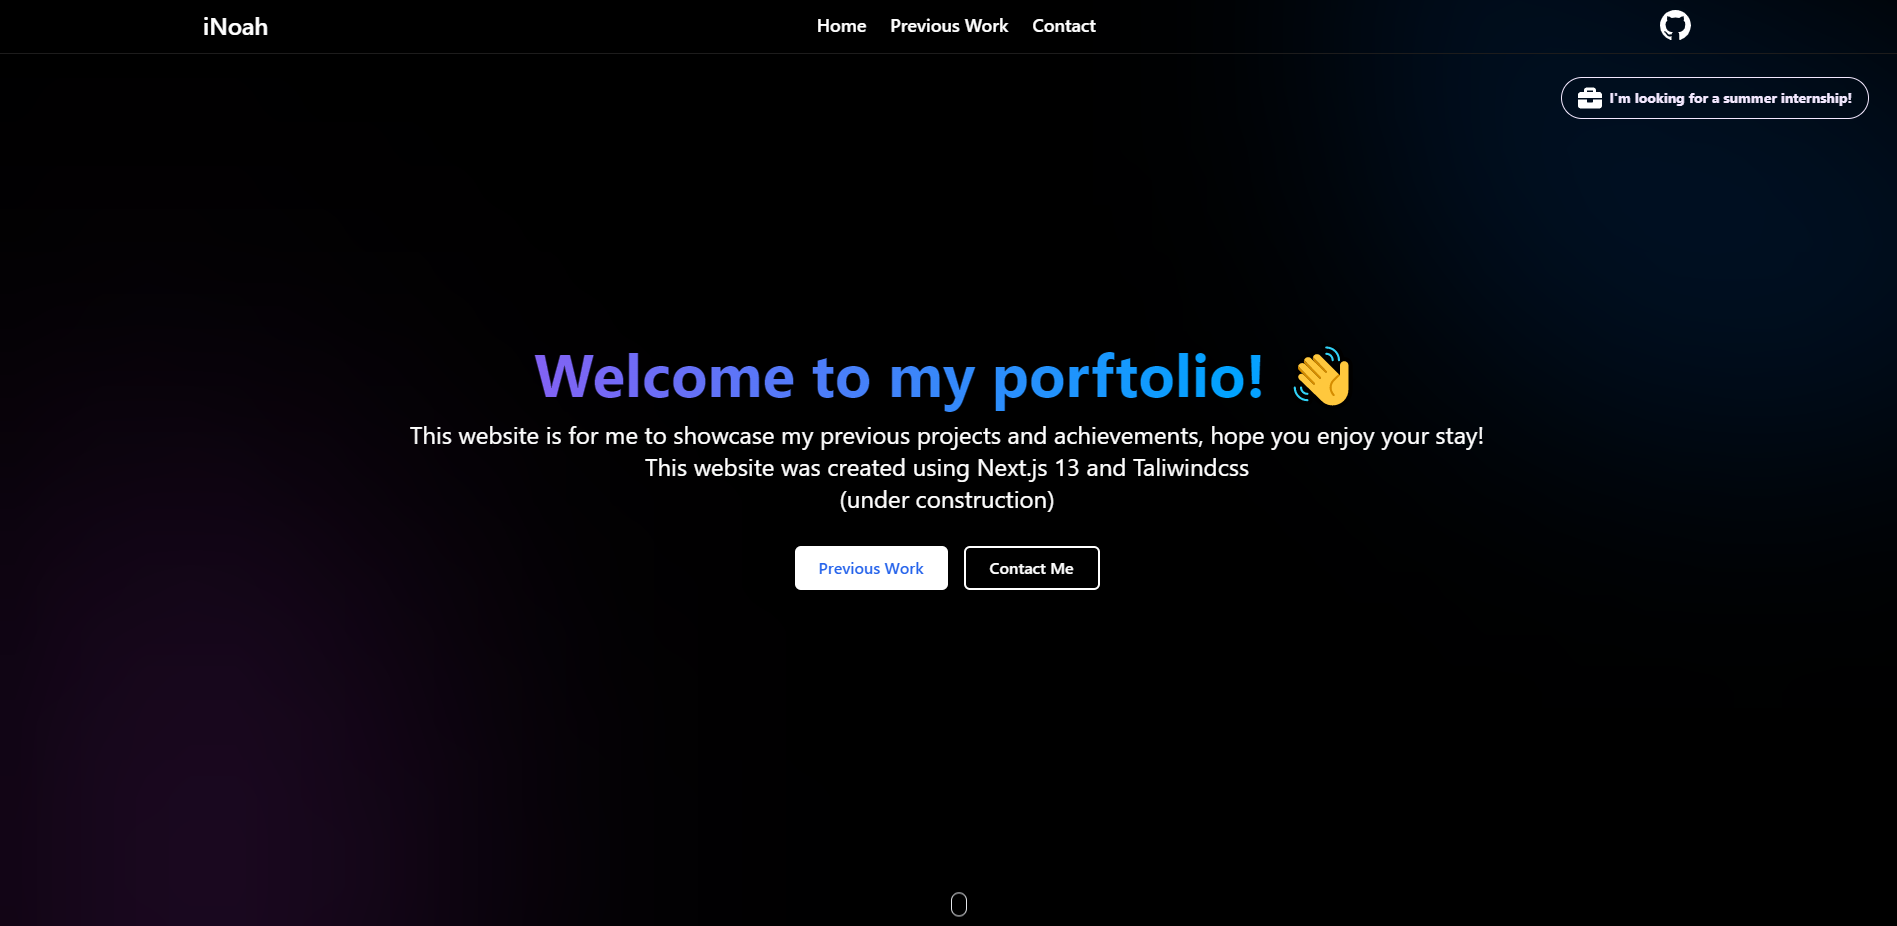 iNoah
Home Previous Work Contact
I'm looking for a summer internship!
Welcome to my porftolio! 👋
This website is for me to showcase my previous projects and achievements, hope you enjoy your stay!
This website was created using Next.js 13 and Taliwindcss
(under construction)
Previous Work Contact Me